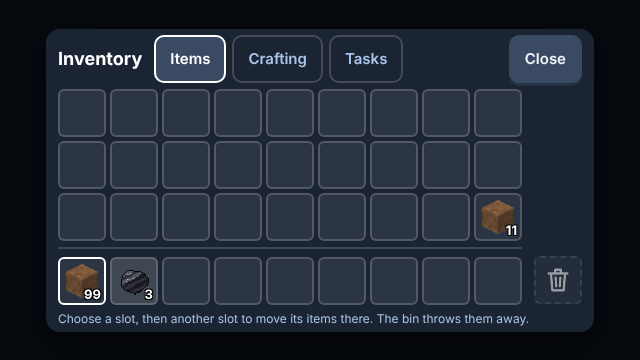 Inventory Items Crafting Tasks Close
11
99 3
Choose a slot, then another slot to move its items there. The bin throws them away.